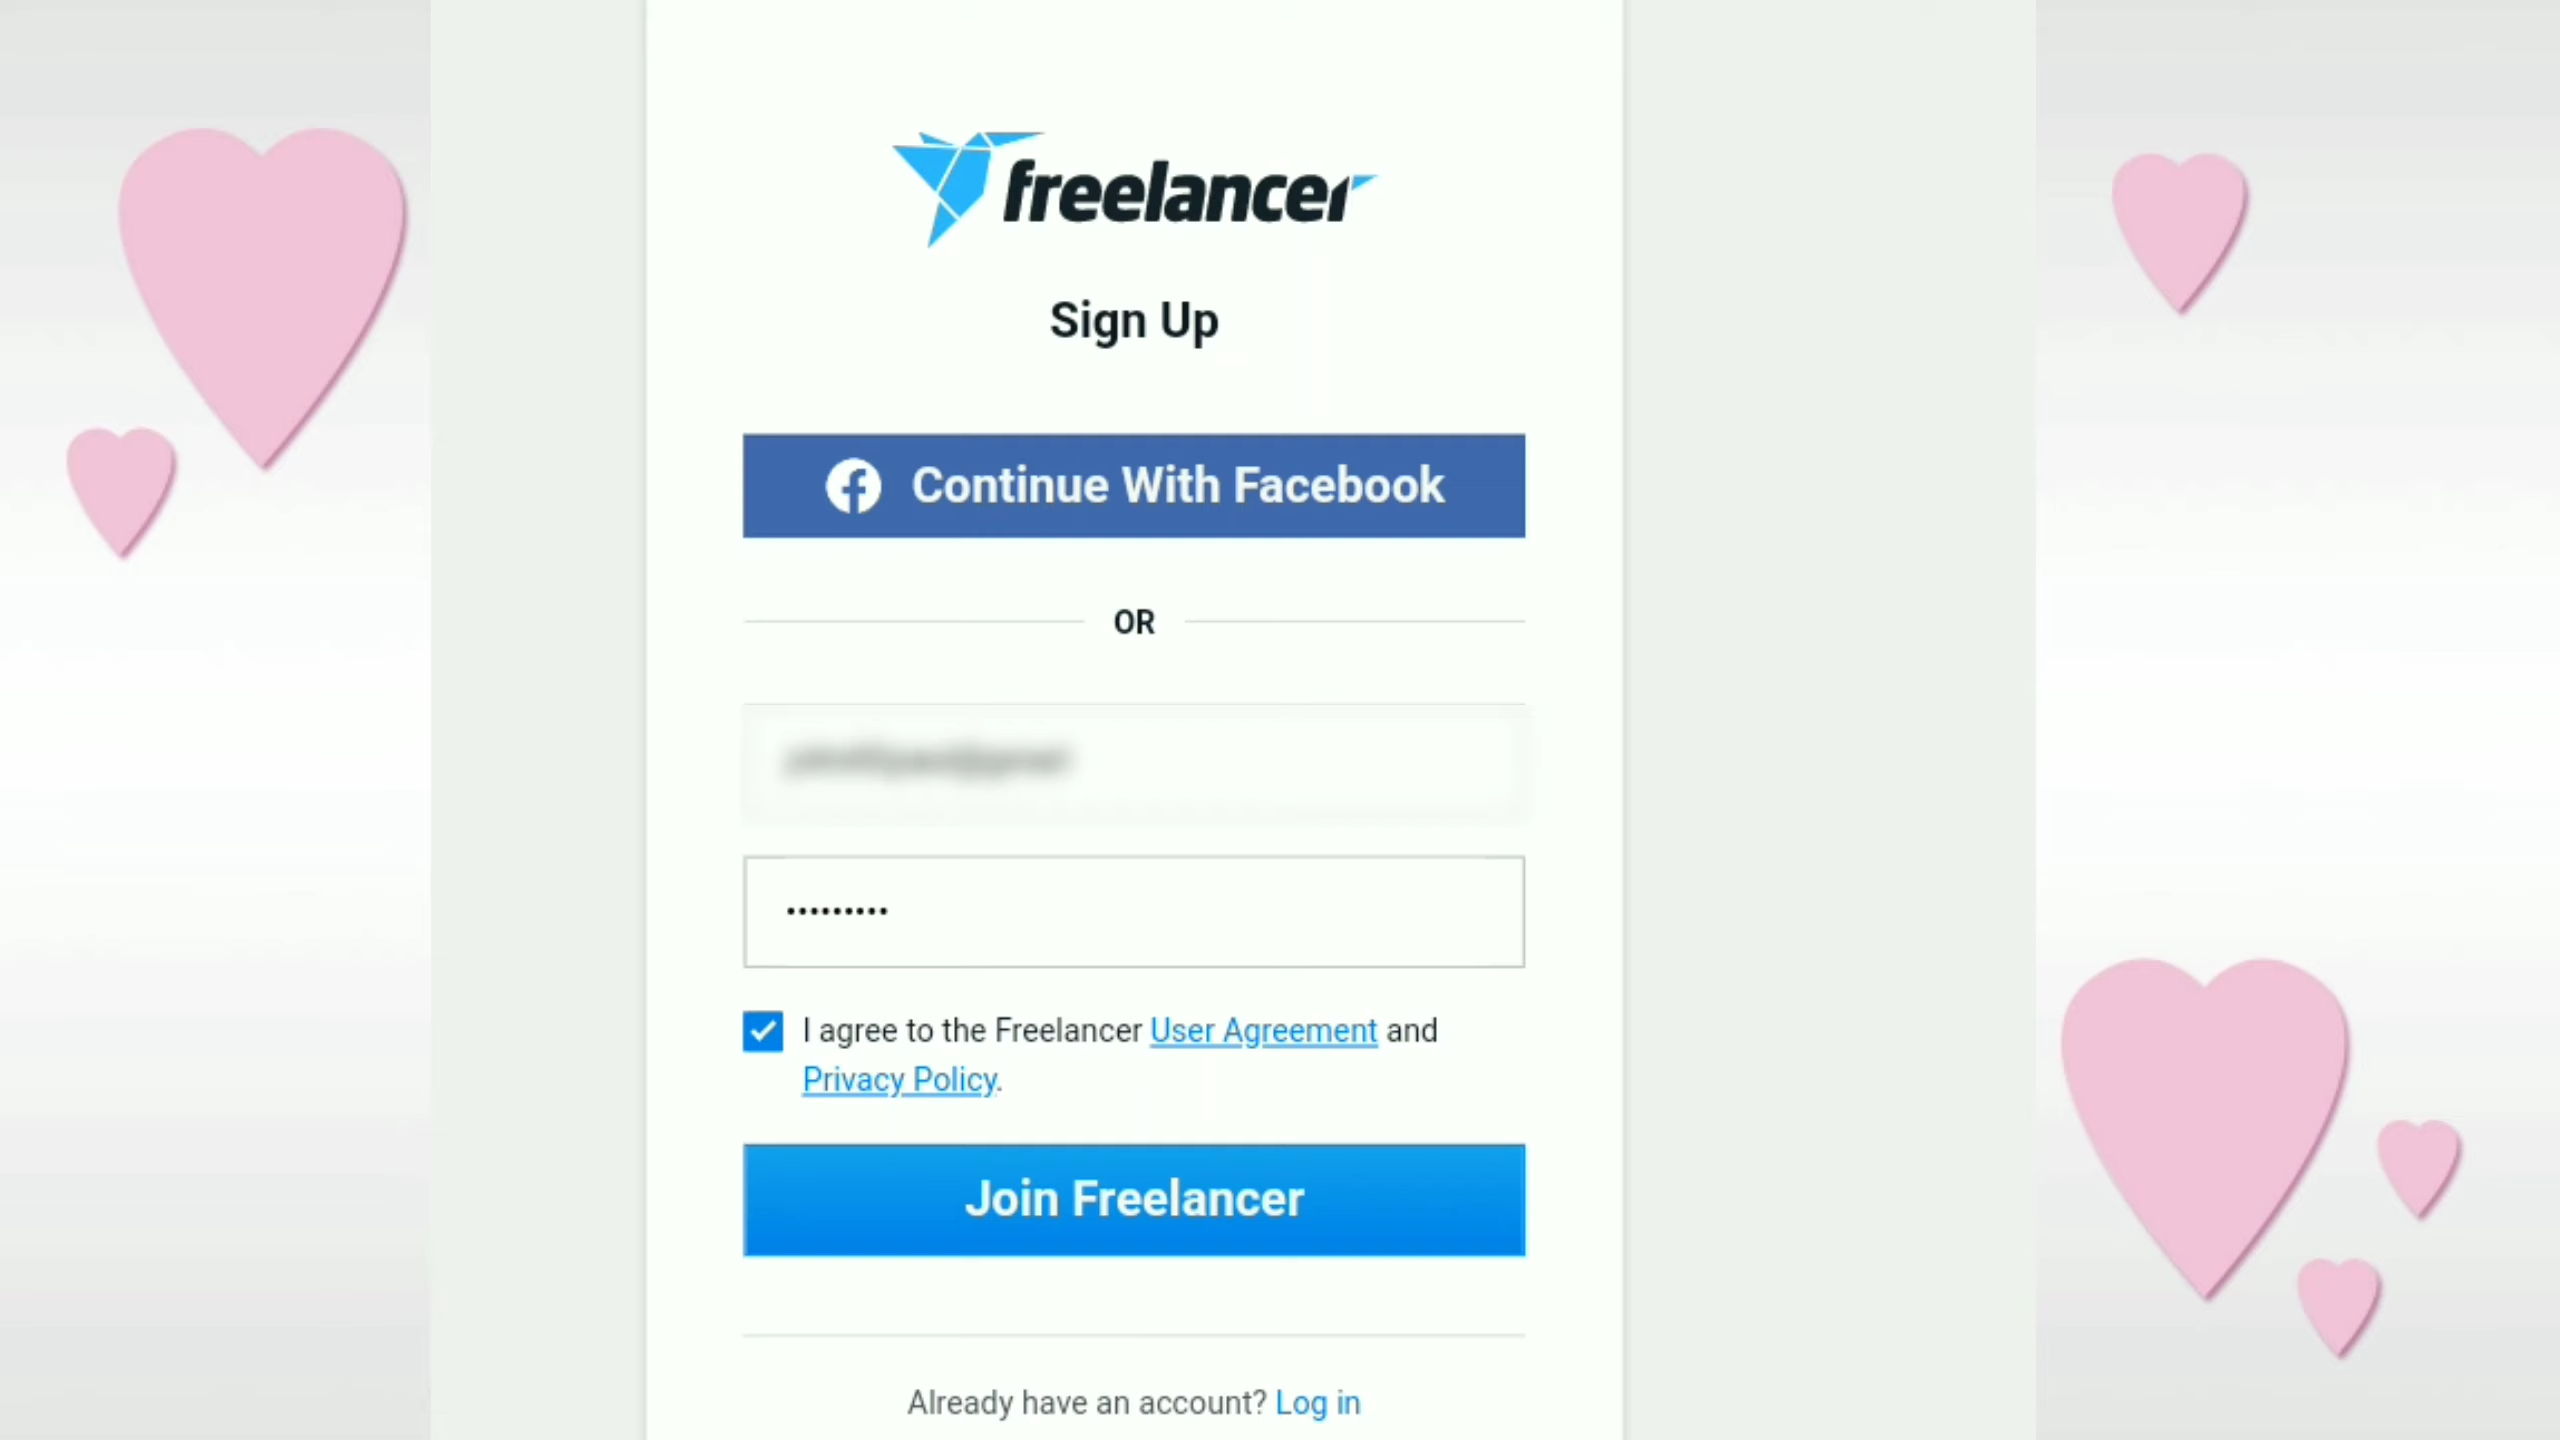 freelancer
Sign Up
Continue With Facebook
OR
•••••••••
I agree to the Freelancer User Agreement and
Privacy Policy.
Join Freelancer
Already have an account? Log in